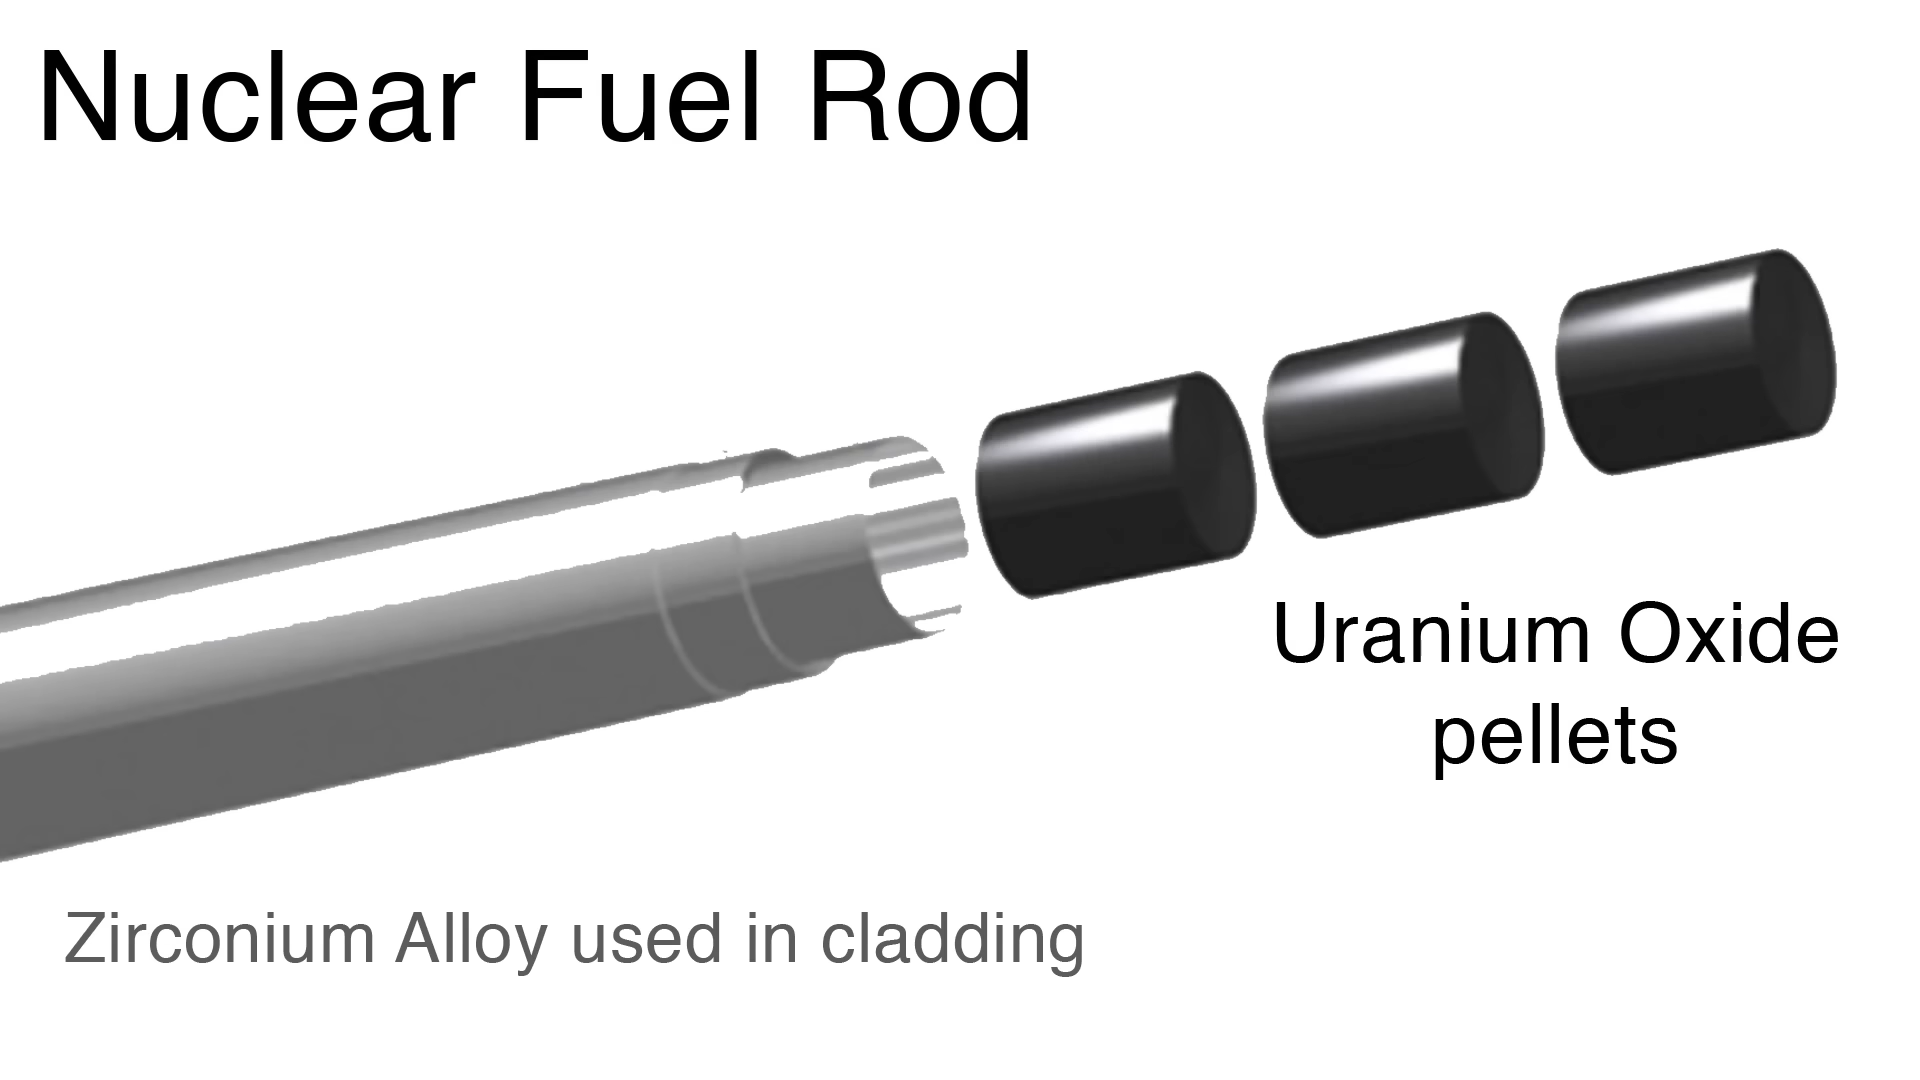 Nuclear Fuel Rod
Uranium Oxide
pellets
Zirconium Alloy used in cladding